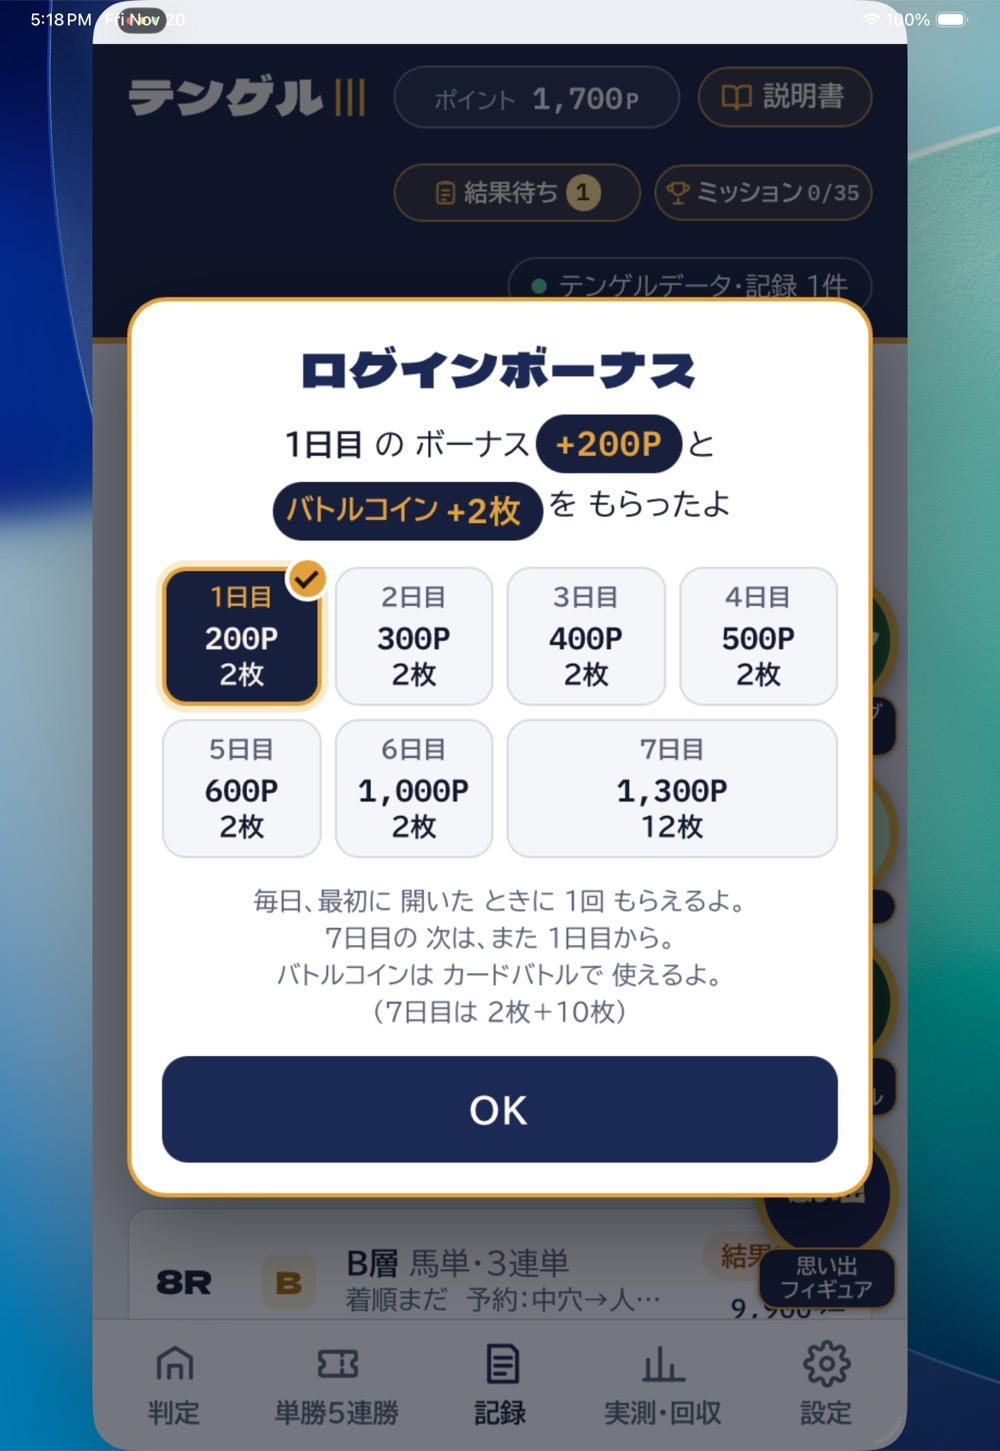 5:18 PM Fri Nov 20
100%
テンゲル
ポイント 1,700P
説明書
結果待ち 1
ミッション 0/35
テンゲルデータ・記録 1件
ログインボーナス
1日目 の ボーナス +200P と
バトルコイン +2枚 を もらったよ
1日目
200P
2枚
2日目
300P
2枚
3日目
400P
2枚
4日目
500P
2枚
5日目
600P
2枚
6日目
1,000P
2枚
7日目
1,300P
12枚
毎日、最初に 開いた ときに 1回 もらえるよ。
7日目の 次は、また 1日目から。
バトルコインは カードバトルで 使えるよ。
(7日目は 2枚+10枚)
OK
8R
B
B層 馬単・3連単
着順まだ 予約：中穴→人…
結果
思い出
フィギュア
判定
単勝5連勝
記録
実測・回収
設定